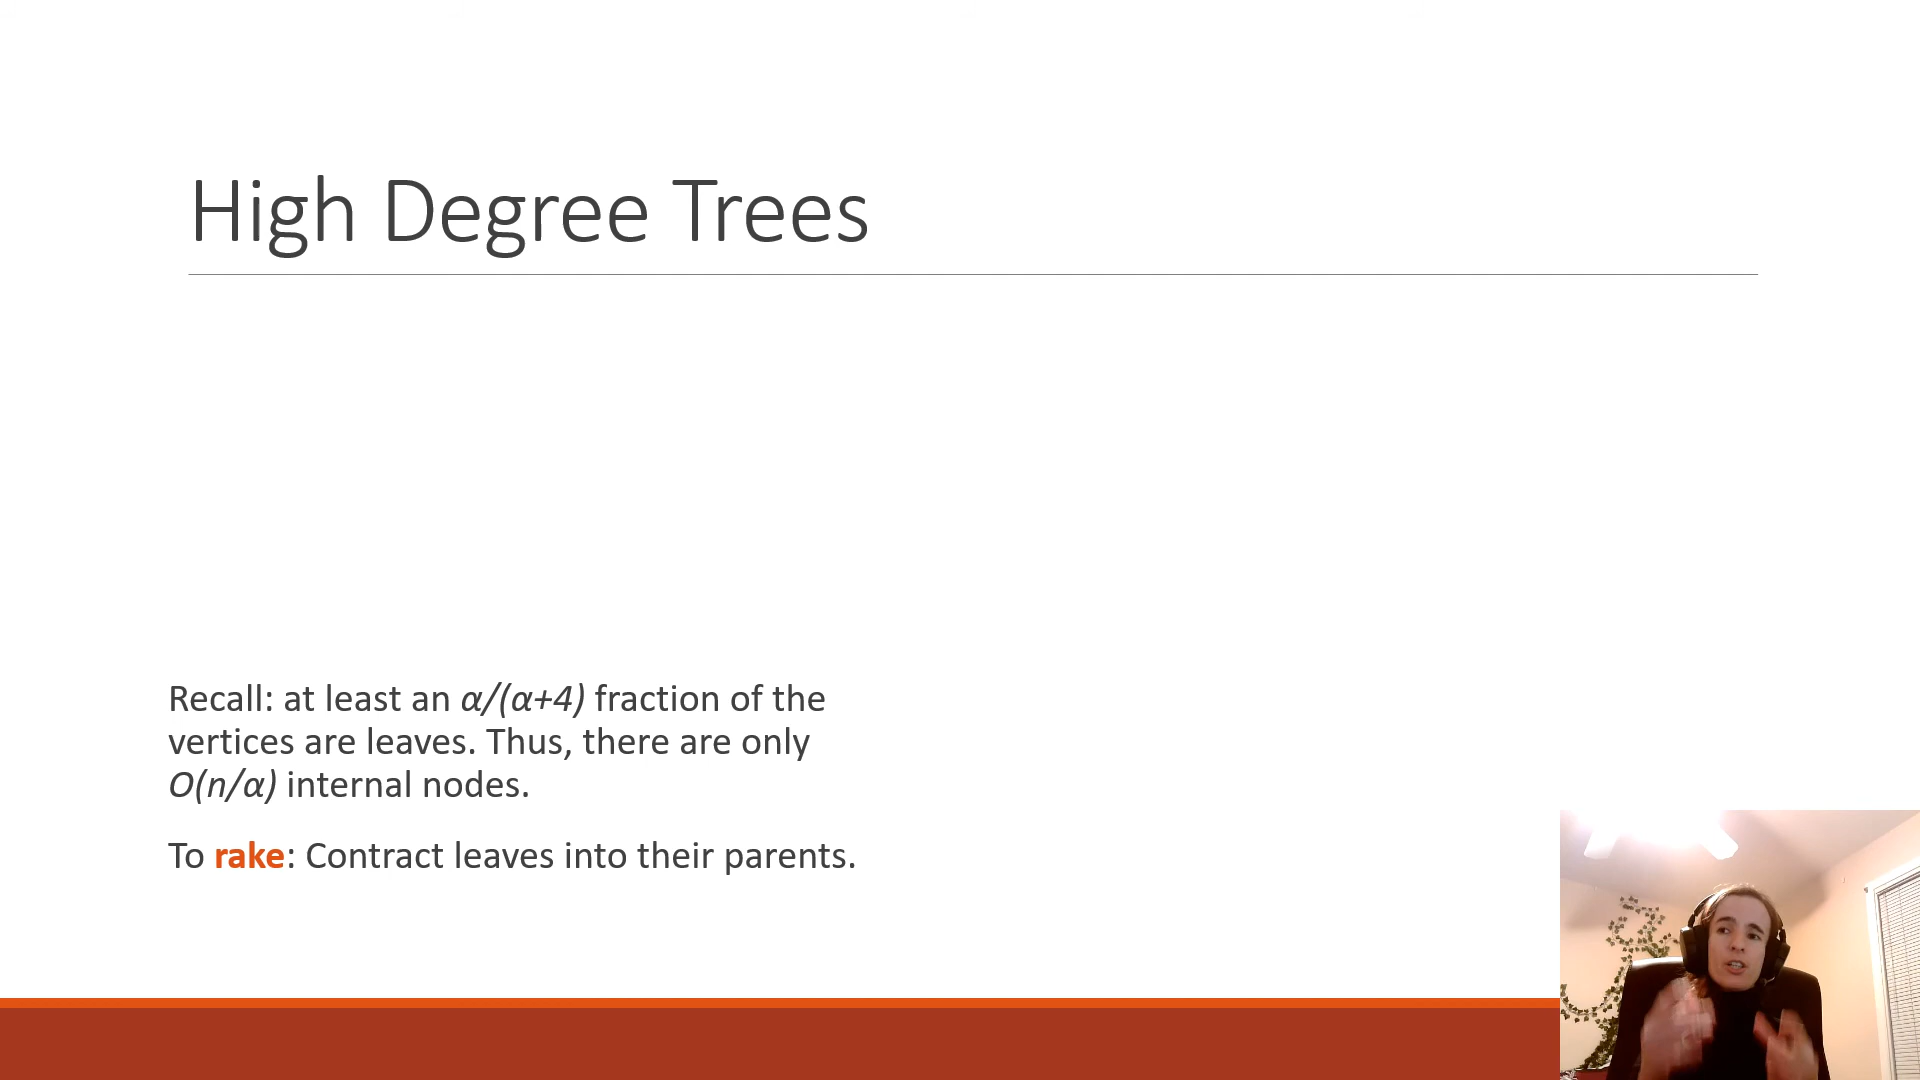 High Degree Trees
Recall: at least an α/(α+4) fraction of the
vertices are leaves. Thus, there are only
O(n/α) internal nodes.
To rake: Contract leaves into their parents.